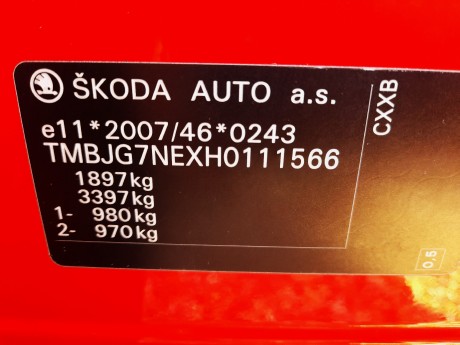 ŠKODA AUTO a.s.
e11*2007/46*0243
TMBJG7NEXH0111566
1897kg
3397kg
1- 980kg
2- 970kg
CXXB
0,5